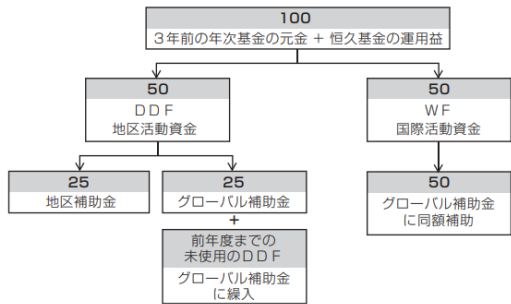 100
3年前の年次基金の元金 + 恒久基金の運用益
50
DDF
地区活動資金
50
WF
国際活動資金
25
地区補助金
25
グローバル補助金
+
前年度までの
未使用のDDF
グローバル補助金
に繰入
50
グローバル補助金
に同額補助